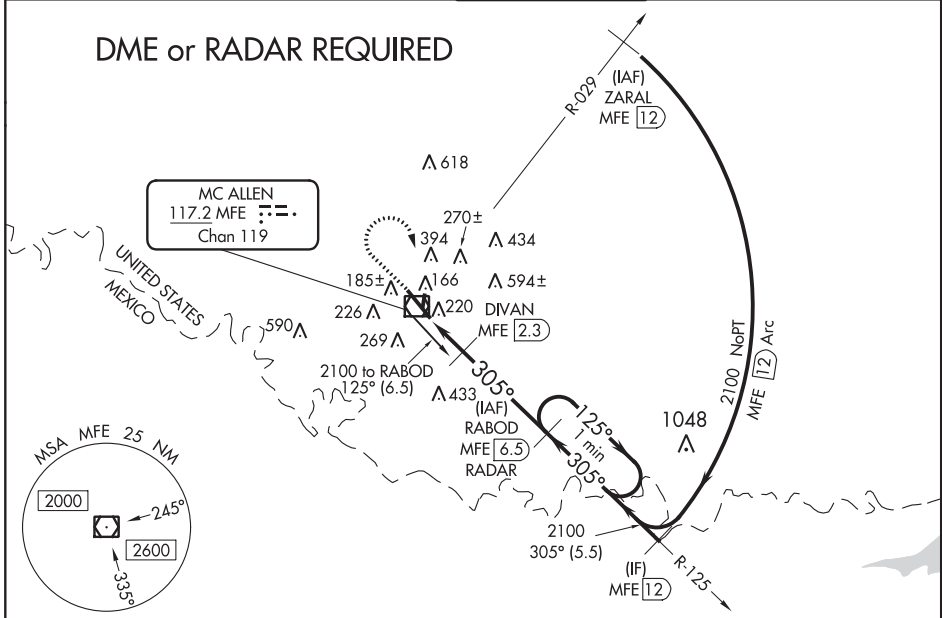 DME or RADAR REQUIRED
R-029
(IAF)
ZARAL
MFE 12
618
MC ALLEN
117.2 MFE
Chan 119
270±
394
434
UNITED STATES
MEXICO
185±
166
594±
226
220
DIVAN
MFE 2.3
590
269
2100 to RABOD
125° (6.5)
305°
2100 NoPT
MFE 12 Arc
433
(IAF)
RABOD
MFE 6.5
RADAR
125°
1 min
305°
1048
MSA MFE 25 NM
2000
245°
2600
335°
2100
305° (5.5)
(IF)
MFE 12
R-125